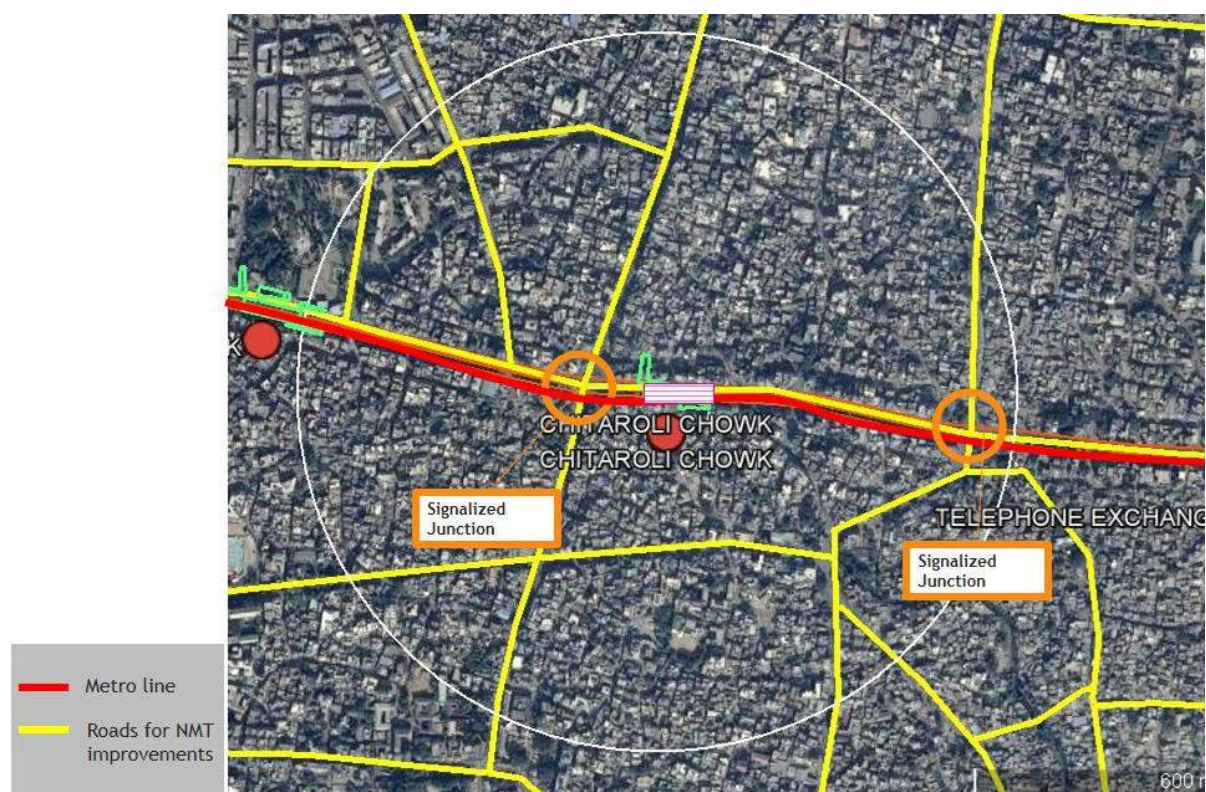 K
CHITAROLI CHOWK
CHITAROLI CHOWK
Signalized
Junction
TELEPHONE EXCHANG
Signalized
Junction
Metro line
Roads for NMT
improvements
600 m